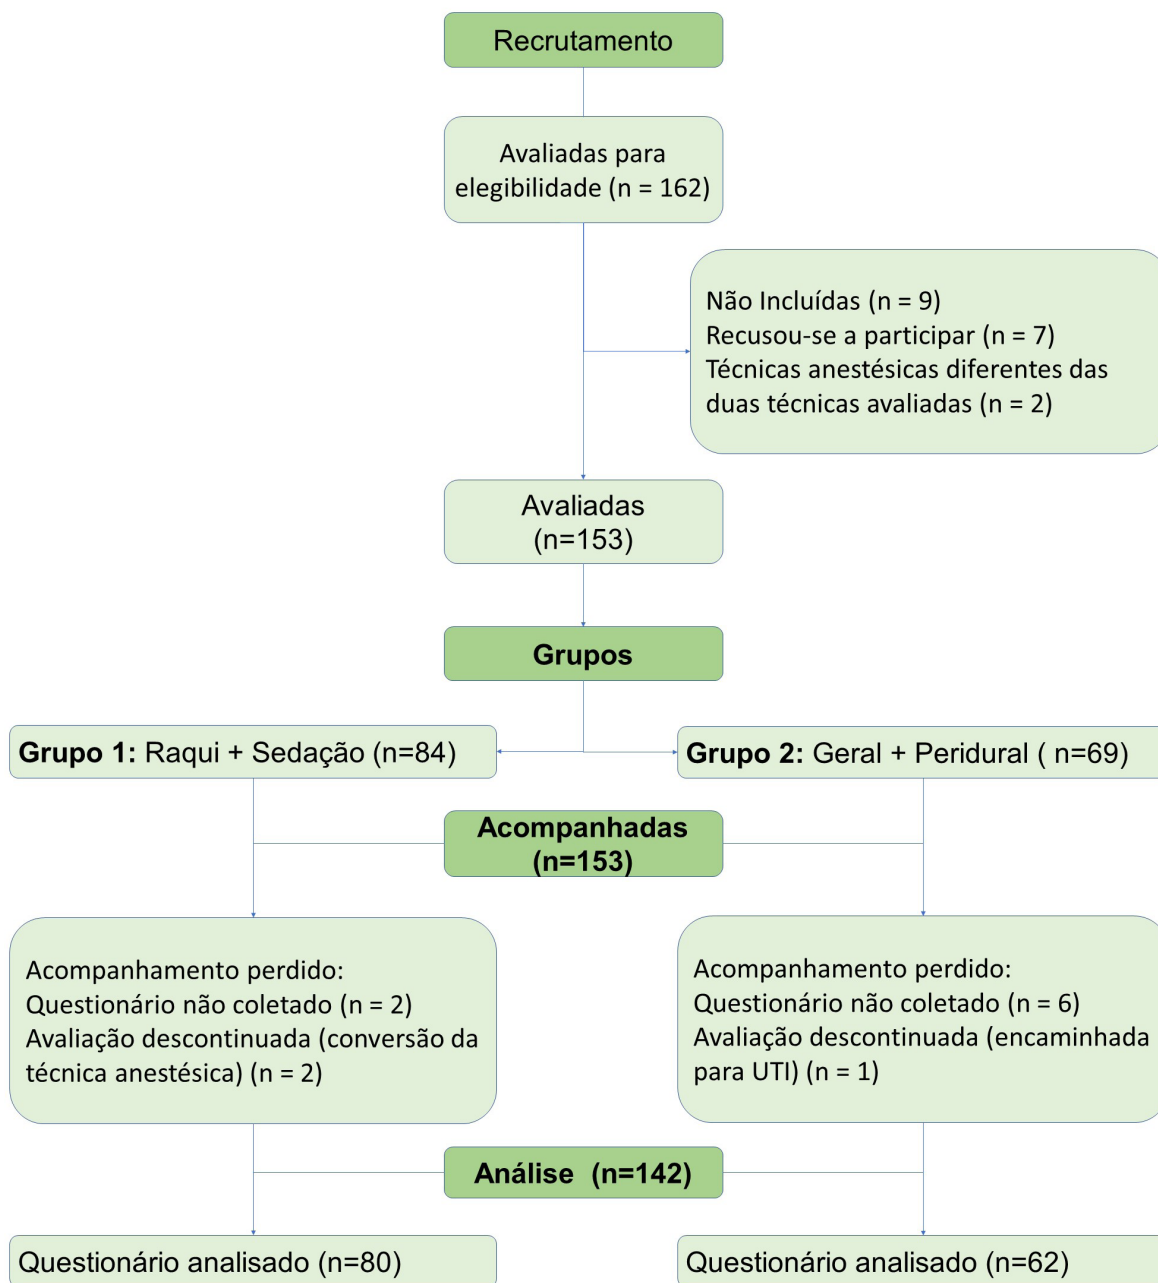 Recrutamento
Avaliadas para
elegibilidade (n = 162)
Não Incluídas (n = 9)
Recusou-se a participar (n = 7)
Técnicas anestésicas diferentes das
duas técnicas avaliadas (n = 2)
Avaliadas
(n=153)
Grupos
Grupo 1: Raqui + Sedação (n=84)
Grupo 2: Geral + Peridural ( n=69)
Acompanhadas
(n=153)
Acompanhamento perdido:
Questionário não coletado (n = 2)
Avaliação descontinuada (conversão da
técnica anestésica) (n = 2)
Acompanhamento perdido:
Questionário não coletado (n = 6)
Avaliação descontinuada (encaminhada
para UTI) (n = 1)
Análise (n=142)
Questionário analisado (n=80)
Questionário analisado (n=62)